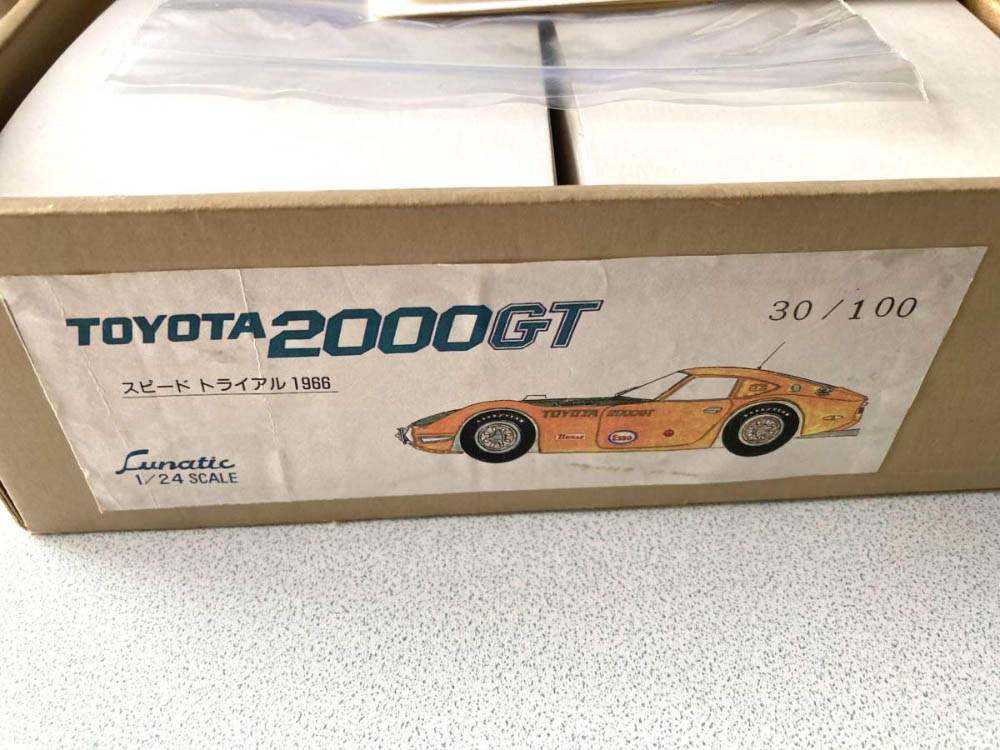 TOYOTA 2000GT
30/100
スピード トライアル 1966
TOYOTA 2000GT
Esso
Lunatic
1/24 SCALE